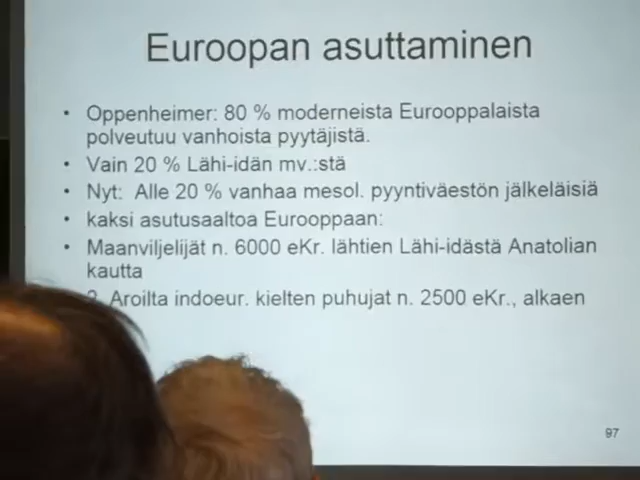 Euroopan asuttaminen
• Oppenheimer: 80 % moderneista Eurooppalaista
polveutuu vanhoista pyytäjistä.
• Vain 20 % Lähi-idän mv.:stä
• Nyt: Alle 20 % vanhaa mesol. pyyntiväestön jälkeläisiä
• kaksi asutusaaltoa Eurooppaan:
• Maanviljelijät n. 6000 eKr. lähtien Lähi-idästä Anatolian
kautta
2. Aroilta indoeur. kielten puhujat n. 2500 eKr., alkaen
97